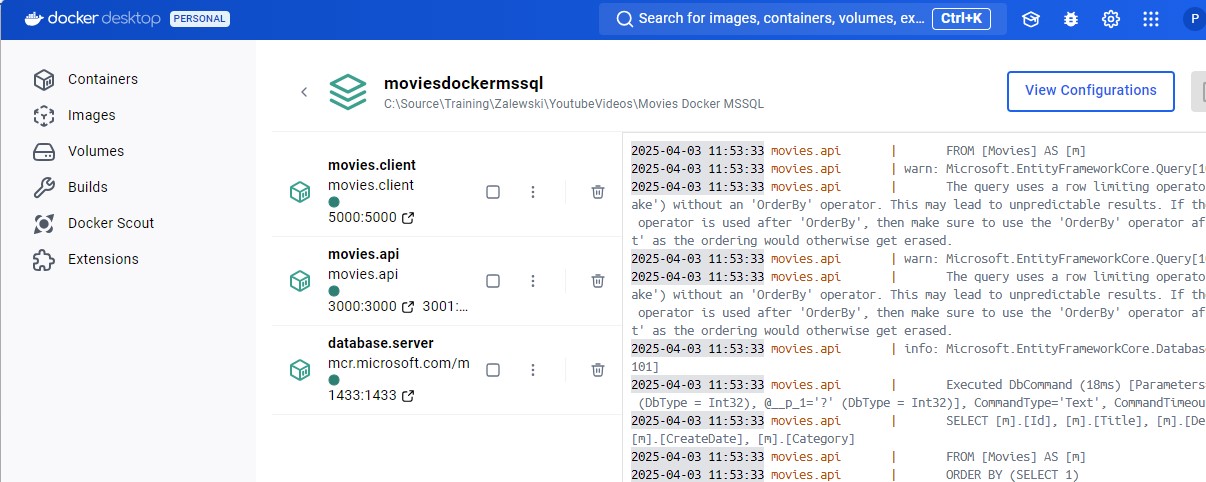 docker desktop PERSONAL
Search for images, containers, volumes, ex... Ctrl+K
P
Containers
Images
Volumes
Builds
Docker Scout
Extensions
moviesdockermssql
C:\Source\Training\Zalewski\YoutubeVideos\Movies Docker MSSQL
View Configurations
movies.client
movies.client
5000:5000
movies.api
movies.api
3000:3000 3001:...
database.server
mcr.microsoft.com/m
1433:1433
2025-04-03 11:53:33 movies.api | FROM [Movies] AS [m]
2025-04-03 11:53:33 movies.api | warn: Microsoft.EntityFrameworkCore.Query[10
2025-04-03 11:53:33 movies.api | The query uses a row limiting operato
ake') without an 'OrderBy' operator. This may lead to unpredictable results. If the
operator is used after 'OrderBy', then make sure to use the 'OrderBy' operator af
t' as the ordering would otherwise get erased.
2025-04-03 11:53:33 movies.api | warn: Microsoft.EntityFrameworkCore.Query[10
2025-04-03 11:53:33 movies.api | The query uses a row limiting operato
ake') without an 'OrderBy' operator. This may lead to unpredictable results. If the
operator is used after 'OrderBy', then make sure to use the 'OrderBy' operator af
t' as the ordering would otherwise get erased.
2025-04-03 11:53:33 movies.api | info: Microsoft.EntityFrameworkCore.Database
101]
2025-04-03 11:53:33 movies.api | Executed DbCommand (18ms) [Parameters
(DbType = Int32), @__p_1='?' (DbType = Int32)], CommandType='Text', CommandTimeou
2025-04-03 11:53:33 movies.api | SELECT [m].[Id], [m].[Title], [m].[De
[m].[CreateDate], [m].[Category]
2025-04-03 11:53:33 movies.api | FROM [Movies] AS [m]
2025-04-03 11:53:33 movies.api | ORDER BY (SELECT 1)